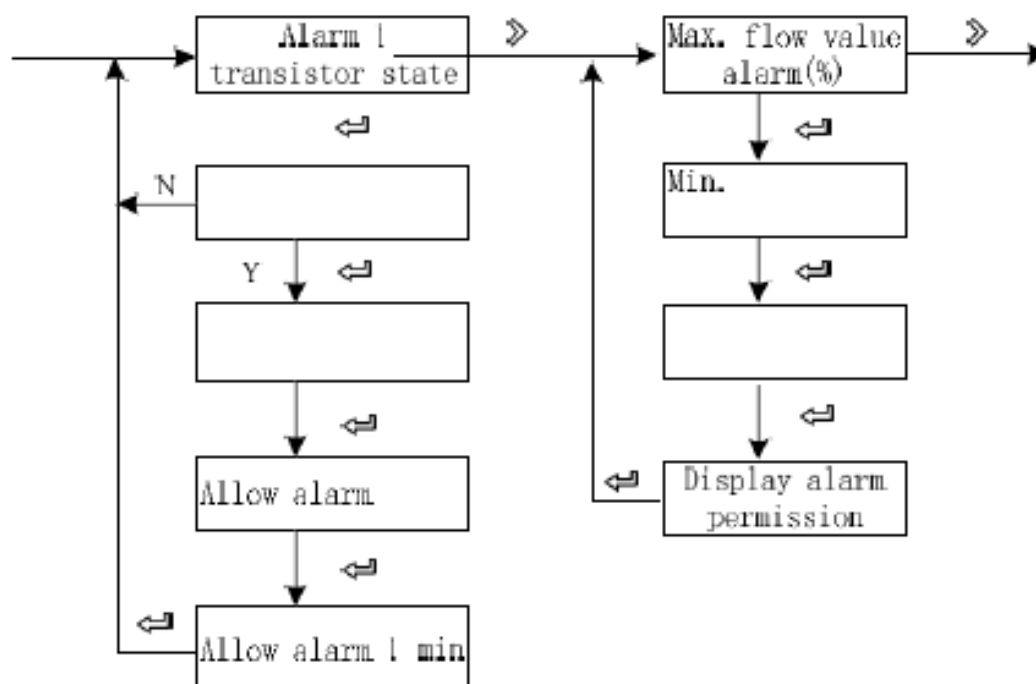 Alarm 1
transistor state
N
Y
Allow alarm
Allow alarm 1 min
Max. flow value
alarm(%)
Min.
Display alarm
permission